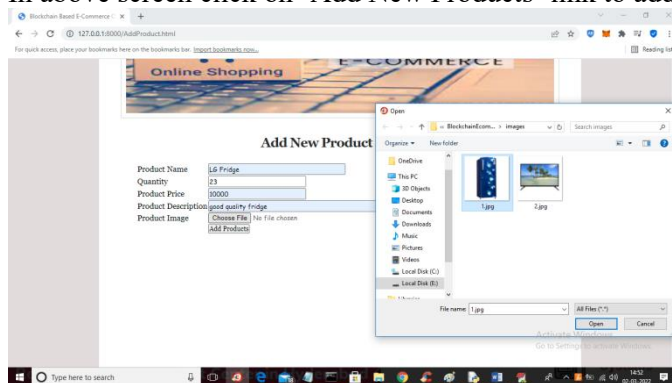 In above screen click on "Add New Products" link to add
Blockchain Based E-Commerce
127.0.0.1:8000/AddProduct.html
For quick access, place your bookmarks here on the bookmarks bar. Import bookmarks now...
Reading list
Online Shopping
E-COMMERCE
Add New Product
Product Name LG Fridge
Quantity 23
Product Price 10000
Product Description good quality fridge
Product Image Choose File No file chosen
Add Products
Open
« BlockchainEcom... › images
Search images
Organize
New folder
OneDrive
This PC
3D Objects
Desktop
Documents
Downloads
Music
Pictures
Videos
Local Disk (C:)
Local Disk (E:)
1.jpg
2.jpg
File name: 1.jpg
All Files (*.*)
Open
Cancel
Activate Windows
Go to Settings to activate Windows.
Type here to search
14:52
02-03-2022